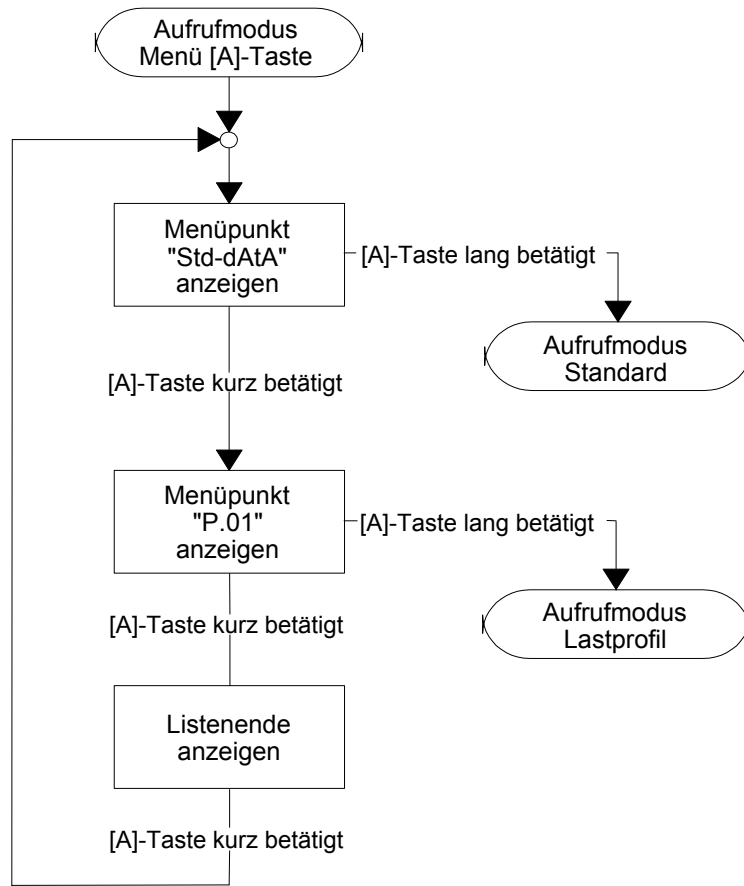 Aufrufmodus
Menü [A]-Taste
Menüpunkt
"Std-dAtA"
anzeigen
[A]-Taste lang betätigt
Aufrufmodus
Standard
[A]-Taste kurz betätigt
Menüpunkt
"P.01"
anzeigen
[A]-Taste lang betätigt
Aufrufmodus
Lastprofil
[A]-Taste kurz betätigt
Listenende
anzeigen
[A]-Taste kurz betätigt